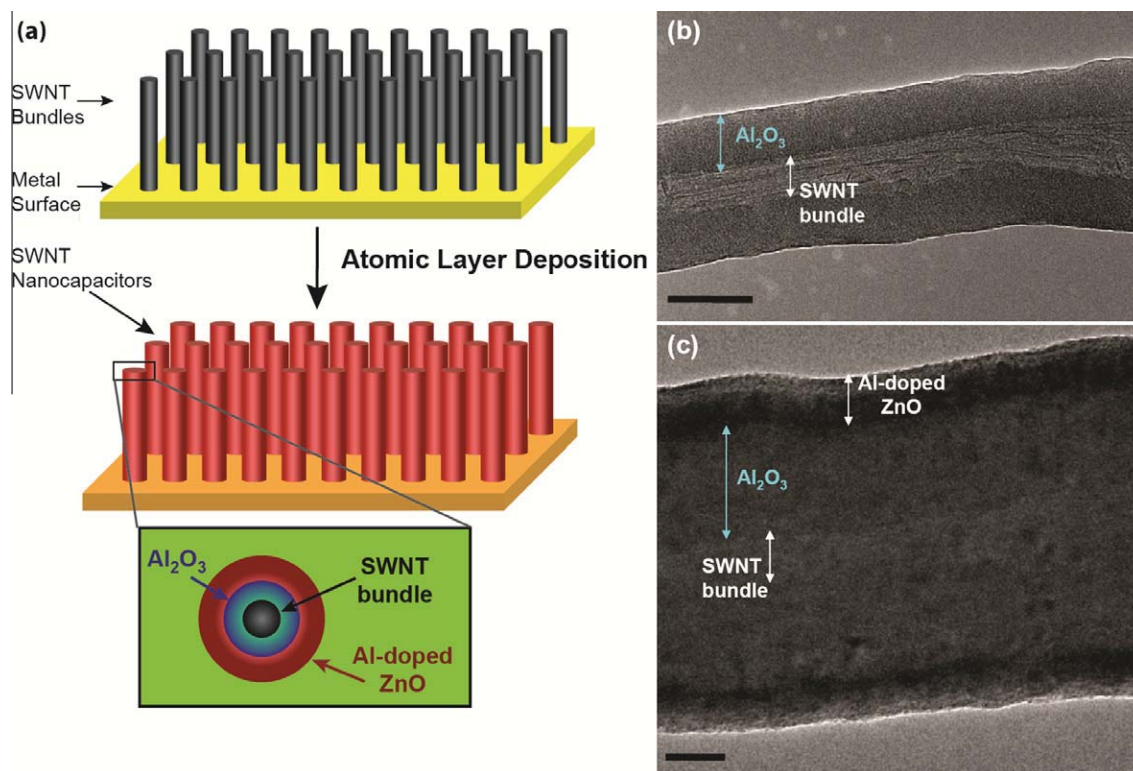 (a)
SWNT
Bundles
Metal
Surface
SWNT
Nanocapacitors
Atomic Layer Deposition
Al₂O₃
SWNT
bundle
Al-doped
ZnO
(b)
Al₂O₃
SWNT
bundle
(c)
Al-doped
ZnO
Al₂O₃
SWNT
bundle